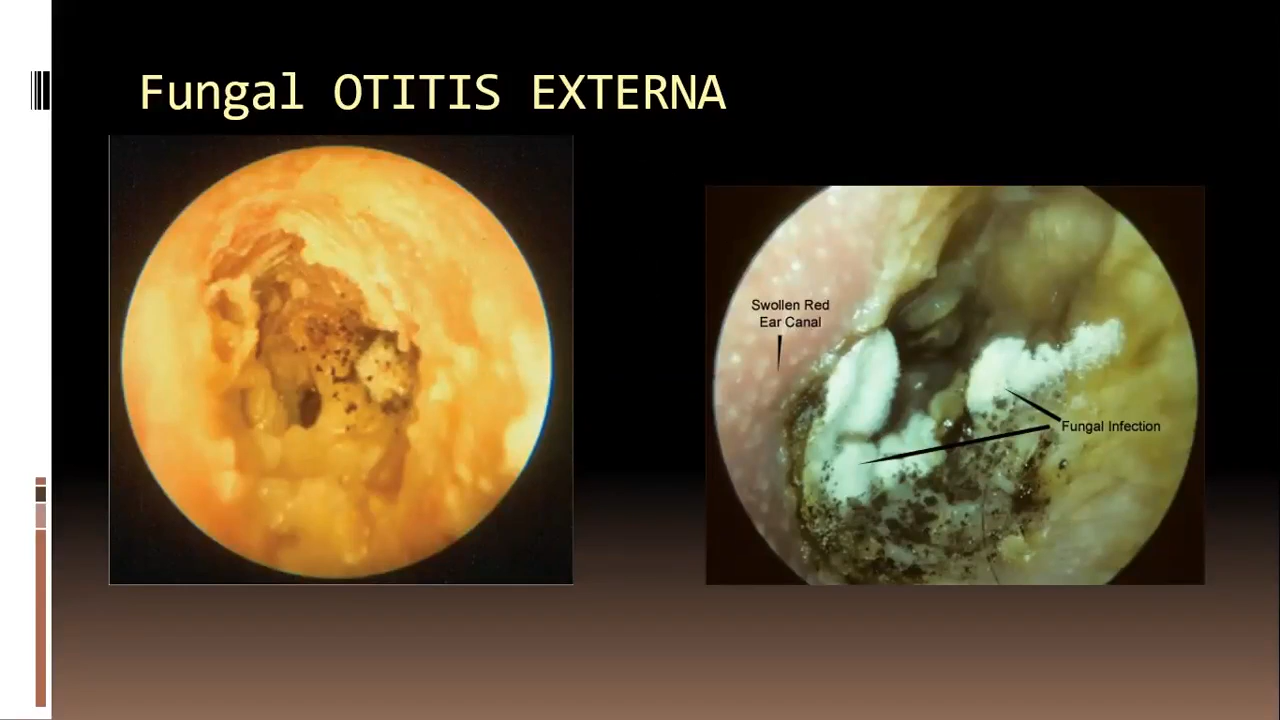 Fungal OTITIS EXTERNA
Swollen Red
Ear Canal
Fungal Infection